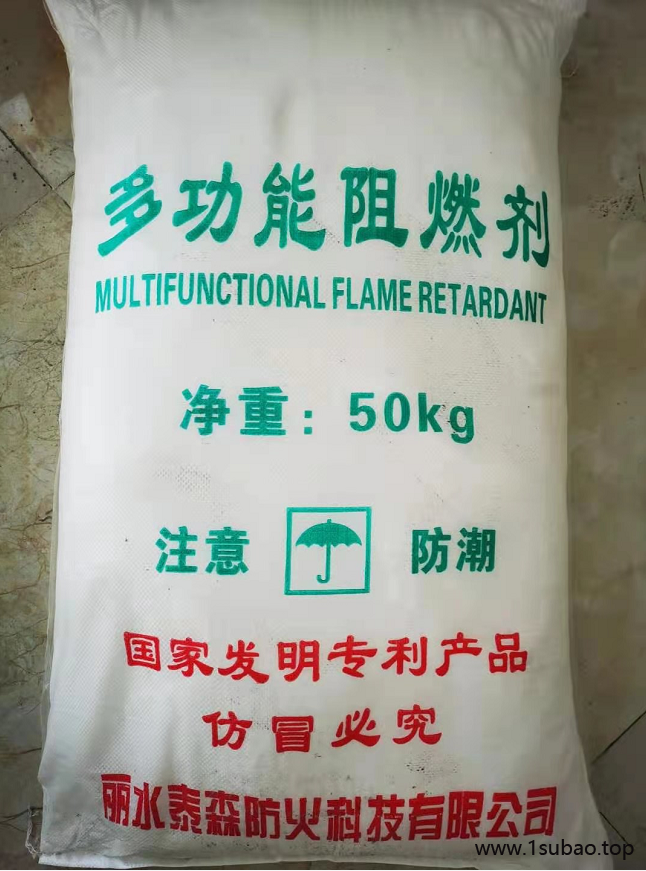 多功能阻燃剂
MULTIFUNCTIONAL FLAME RETARDANT
净重：50kg
注意 防潮
国家发明专利产品
仿冒必究
丽水泰森防火科技有限公司
www.1subao.top